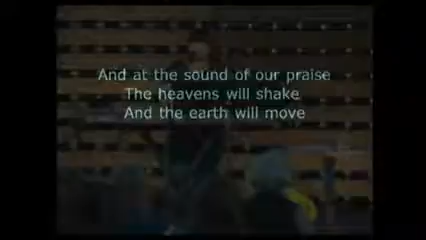 And at the sound of our praise
The heavens will shake
And the earth will move